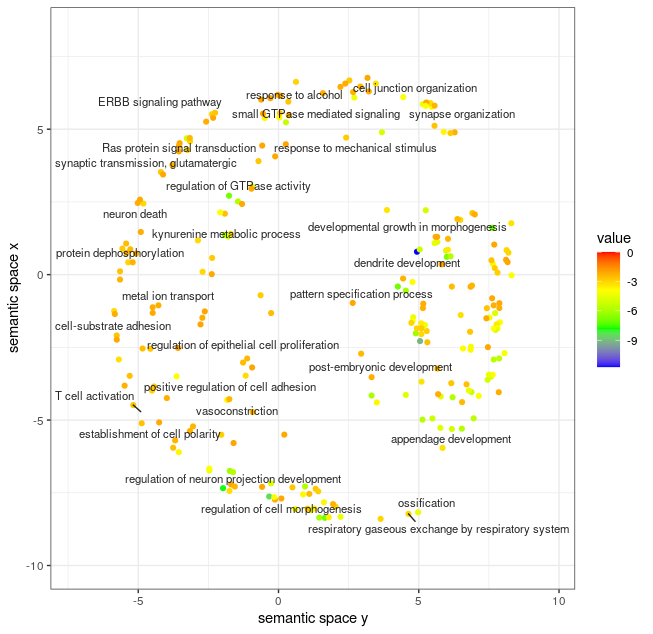 cell junction organization
response to alcohol
ERBB signaling pathway
small GTPase mediated signaling
synapse organization
Ras protein signal transduction
response to mechanical stimulus
synaptic transmission, glutamatergic
regulation of GTPase activity
neuron death
kynurenine metabolic process
developmental growth in morphogenesis
protein dephosphorylation
dendrite development
metal ion transport
pattern specification process
cell-substrate adhesion
regulation of epithelial cell proliferation
post-embryonic development
T cell activation
positive regulation of cell adhesion
vasoconstriction
establishment of cell polarity
appendage development
regulation of neuron projection development
ossification
regulation of cell morphogenesis
respiratory gaseous exchange by respiratory system
5
0
-5
-10
-5
0
5
10
semantic space y
semantic space x
value
0
-3
-6
-9